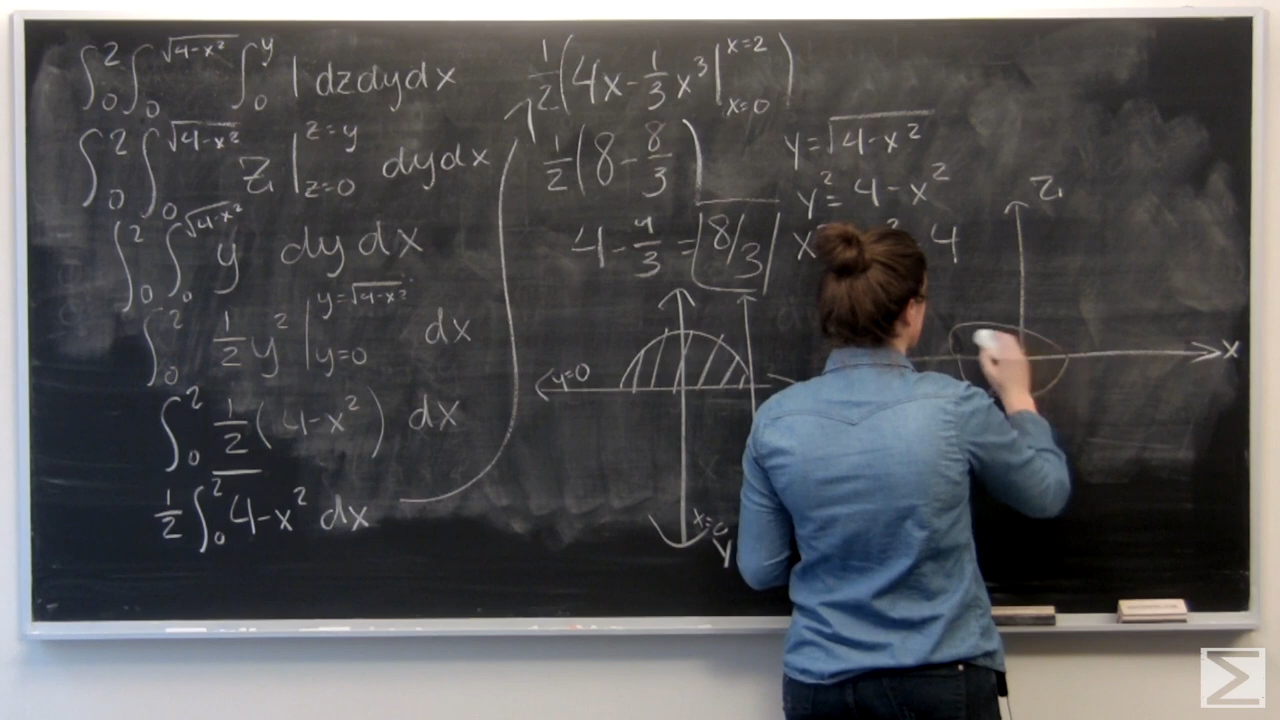 ∫₀² ∫₀^√(4-x²) ∫₀^y 1 dzdydx
∫₀² ∫₀^√(4-x²) z |_{z=0}^{z=y} dydx
∫₀² ∫₀^√(4-x²) y dydx
∫₀² ½y² |_{y=0}^{y=√(4-x²)} dx
∫₀² ½(4-x²) dx
½ ∫₀² 4-x² dx
½(4x-⅓x³|_{x=0}^{x=2})
½(8-8/3)
4-4/3=8/3
y=√(4-x²)
y²=4-x²
x² 4
y=0
x=0
y
z
x
Σ